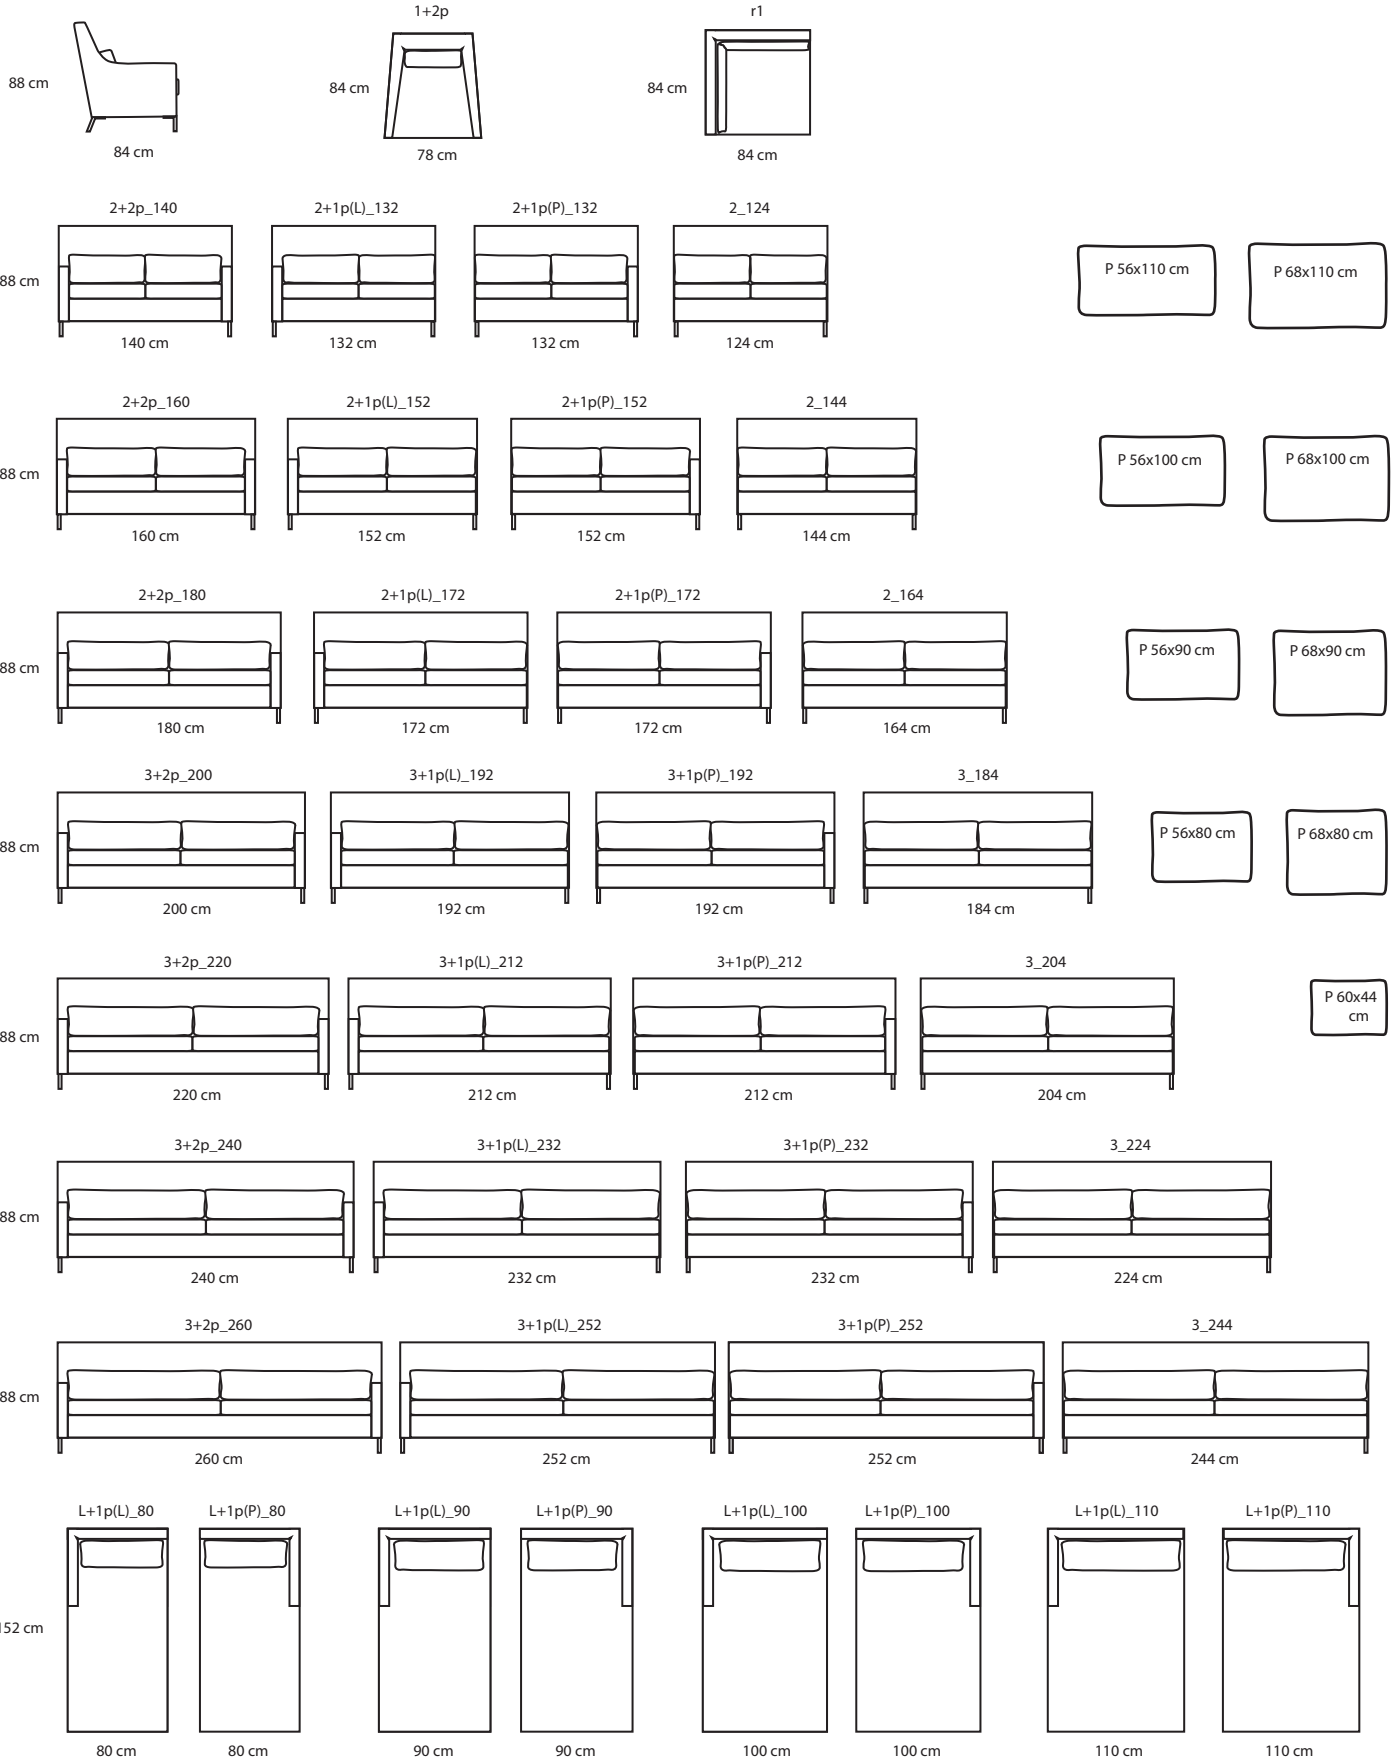 1+2p
r1
88 cm
84 cm
84 cm
84 cm
78 cm
84 cm
2+2p_140
2+1p(L)_132
2+1p(P)_132
2_124
88 cm
P 56x110 cm
P 68x110 cm
140 cm
132 cm
132 cm
124 cm
2+2p_160
2+1p(L)_152
2+1p(P)_152
2_144
88 cm
P 56x100 cm
P 68x100 cm
160 cm
152 cm
152 cm
144 cm
2+2p_180
2+1p(L)_172
2+1p(P)_172
2_164
88 cm
P 56x90 cm
P 68x90 cm
180 cm
172 cm
172 cm
164 cm
3+2p_200
3+1p(L)_192
3+1p(P)_192
3_184
88 cm
P 56x80 cm
P 68x80 cm
200 cm
192 cm
192 cm
184 cm
3+2p_220
3+1p(L)_212
3+1p(P)_212
3_204
88 cm
P 60x44
cm
220 cm
212 cm
212 cm
204 cm
3+2p_240
3+1p(L)_232
3+1p(P)_232
3_224
88 cm
240 cm
232 cm
232 cm
224 cm
3+2p_260
3+1p(L)_252
3+1p(P)_252
3_244
88 cm
260 cm
252 cm
252 cm
244 cm
L+1p(L)_80
L+1p(P)_80
L+1p(L)_90
L+1p(P)_90
L+1p(L)_100
L+1p(P)_100
L+1p(L)_110
L+1p(P)_110
152 cm
80 cm
80 cm
90 cm
90 cm
100 cm
100 cm
110 cm
110 cm